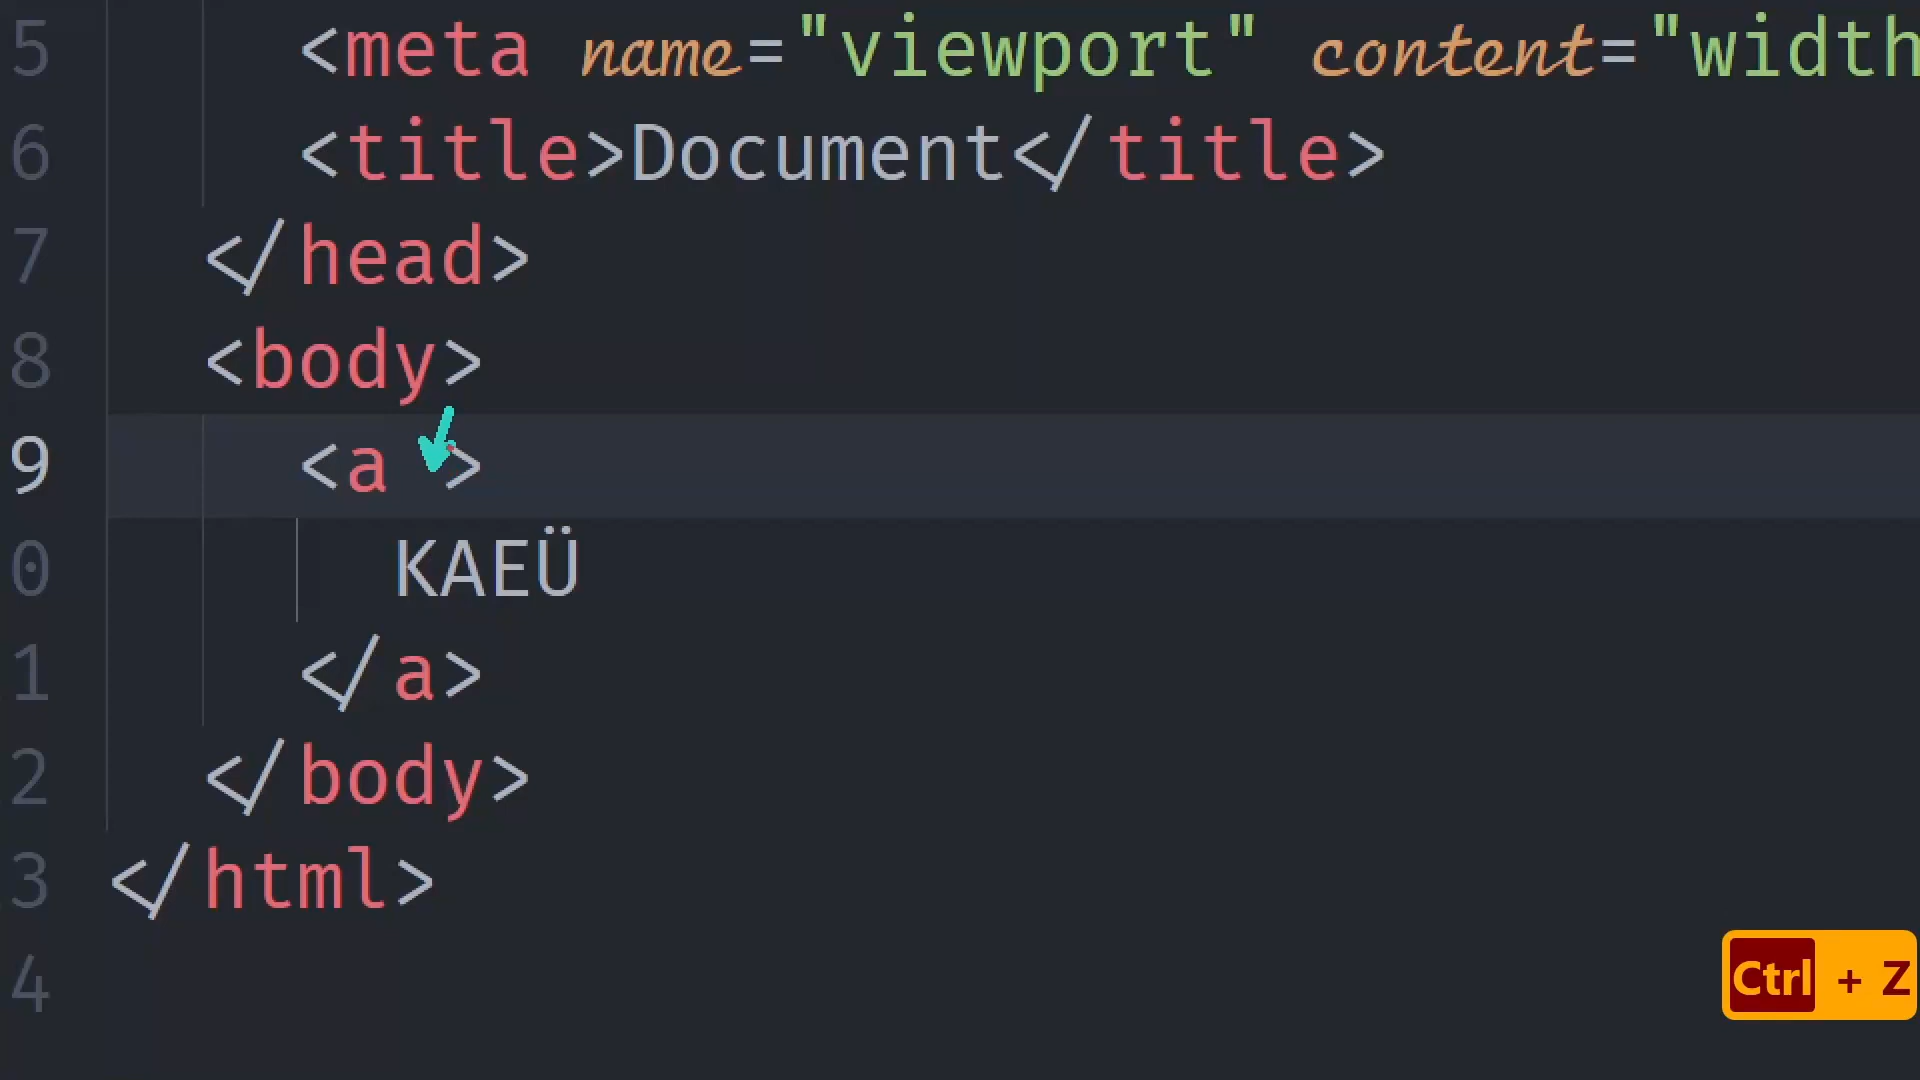 5 <meta name="viewport" content="width
6 <title>Document</title>
7 </head>
8 <body>
9 <a >
0 KAEÜ
1 </a>
2 </body>
3 </html>
4
Ctrl + Z